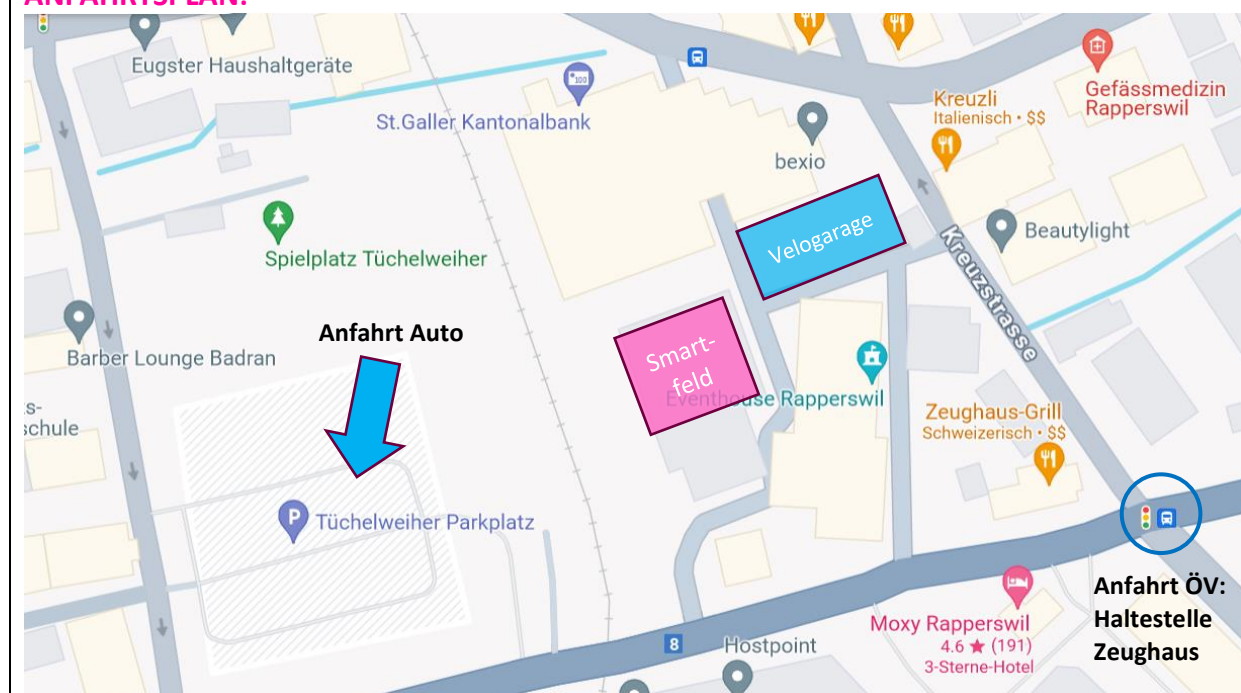 ANFAHRTSPLAN:
Eugster Haushaltgeräte
St.Galler Kantonalbank
100
Kreuzli
Italienisch · $$
Gefässmedizin
Rapperswil
bexio
Velogarage
Beautylight
Kreuzstrasse
Spielplatz Tüchelweiher
Anfahrt Auto
Barber Lounge Badran
Smart-
feld
Eventhouse Rapperswil
s-
schule
Zeughaus-Grill
Schweizerisch · $$
P
Tüchelweiher Parkplatz
Anfahrt ÖV:
Haltestelle
Zeughaus
Moxy Rapperswil
4.6 ★ (191)
3-Sterne-Hotel
8
Hostpoint